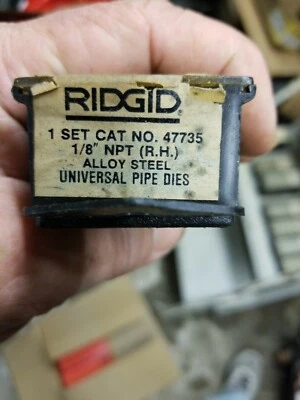 RIDGID
1 SET CAT NO. 47735
1/8" NPT (R.H.)
ALLOY STEEL
UNIVERSAL PIPE DIES